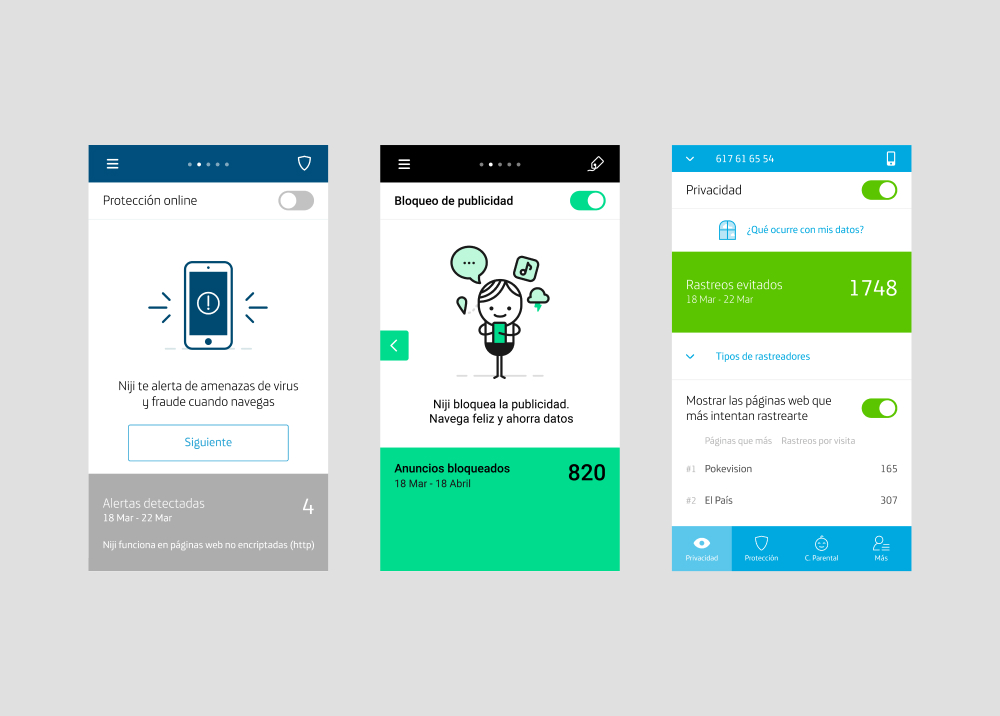 Protección online
Niji te alerta de amenazas de virus
y fraude cuando navegas
Siguiente
Alertas detectadas
18 Mar - 22 Mar
4
Niji funciona en páginas web no encriptadas (http)
Bloqueo de publicidad
Niji bloquea la publicidad.
Navega feliz y ahorra datos
Anuncios bloqueados
18 Mar - 18 Abril
820
617 61 65 54
Privacidad
¿Qué ocurre con mis datos?
Rastreos evitados
18 Mar - 22 Mar
1748
Tipos de rastreadores
Mostrar las páginas web que
más intentan rastrearte
Páginas que más Rastreos por visita
#1 Pokevision 165
#2 El País 307
Privacidad Protección C. Parental Más